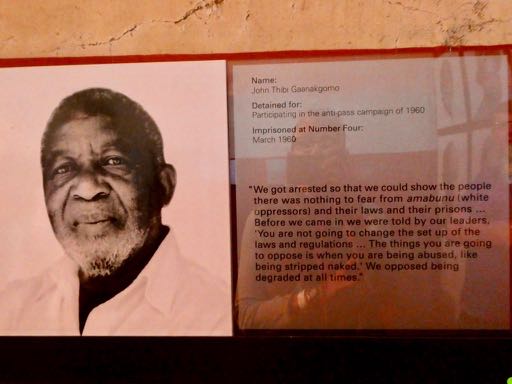 Name:
John Thibi Gaanakgomo
Detained for:
Participating in the anti-pass campaign of 1960
Imprisoned at Number Four:
March 1960
"We got arrested so that we could show the people
there was nothing to fear from amabunu (white
oppressors) and their laws and their prisons ...
Before we came in we were told by our leaders,
'You are not going to change the set up of the
laws and regulations ... The things you are going
to oppose is when you are being abused, like
being stripped naked.' We opposed being
degraded at all times."